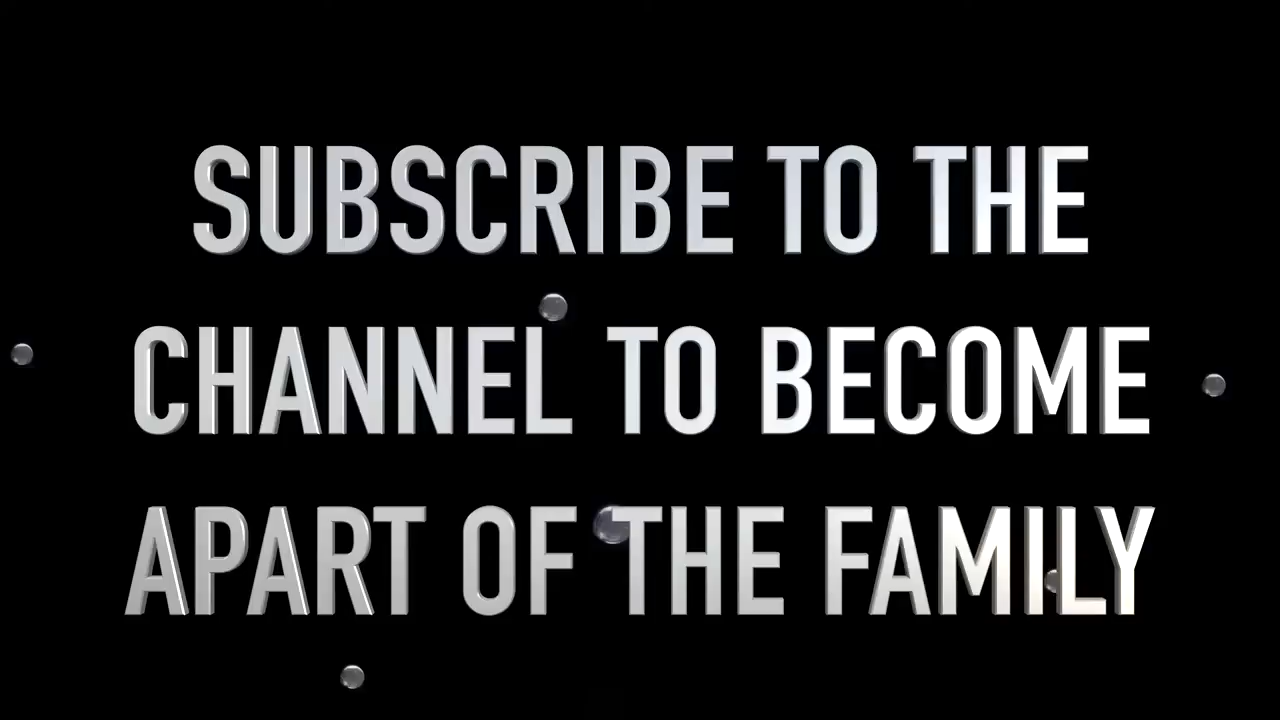 SUBSCRIBE TO THE
CHANNEL TO BECOME
APART OF THE FAMILY